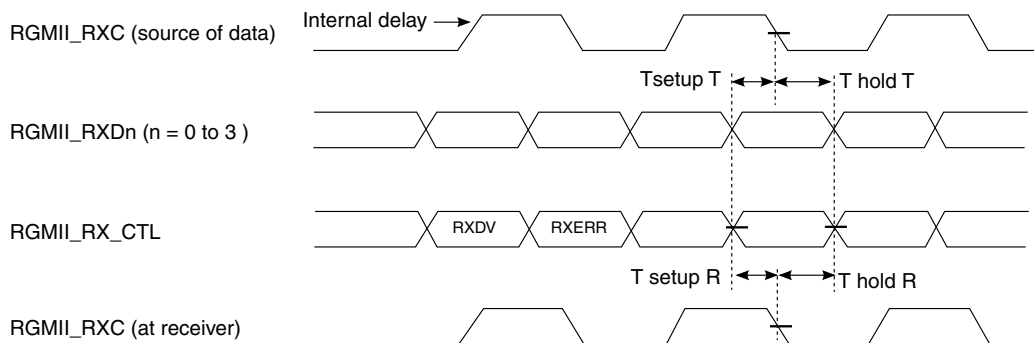 Internal delay
RGMII_RXC (source of data)
Tsetup T
T hold T
RGMII_RXDn (n = 0 to 3 )
RGMII_RX_CTL
RXDV
RXERR
T setup R
T hold R
RGMII_RXC (at receiver)